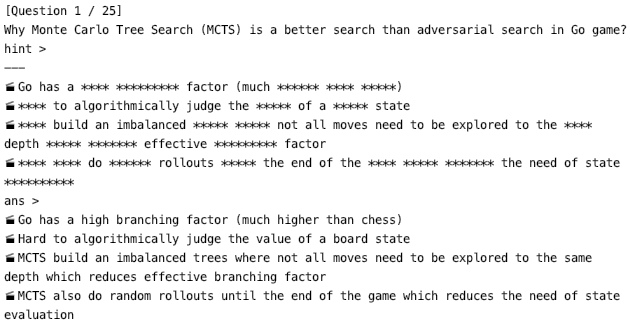 [Question 1 / 25]
Why Monte Carlo Tree Search (MCTS) is a better search than adversarial search in Go game?
hint >
———
🎬Go has a **** ********* factor (much ****** **** *****)
🎬**** to algorithmically judge the ***** of a ***** state
🎬**** build an imbalanced ***** ***** not all moves need to be explored to the ****
depth ***** ******* effective ********* factor
🎬**** **** do ****** rollouts ***** the end of the **** ***** ******* the need of state
**********
ans >
🎬Go has a high branching factor (much higher than chess)
🎬Hard to algorithmically judge the value of a board state
🎬MCTS build an imbalanced trees where not all moves need to be explored to the same
depth which reduces effective branching factor
🎬MCTS also do random rollouts until the end of the game which reduces the need of state
evaluation